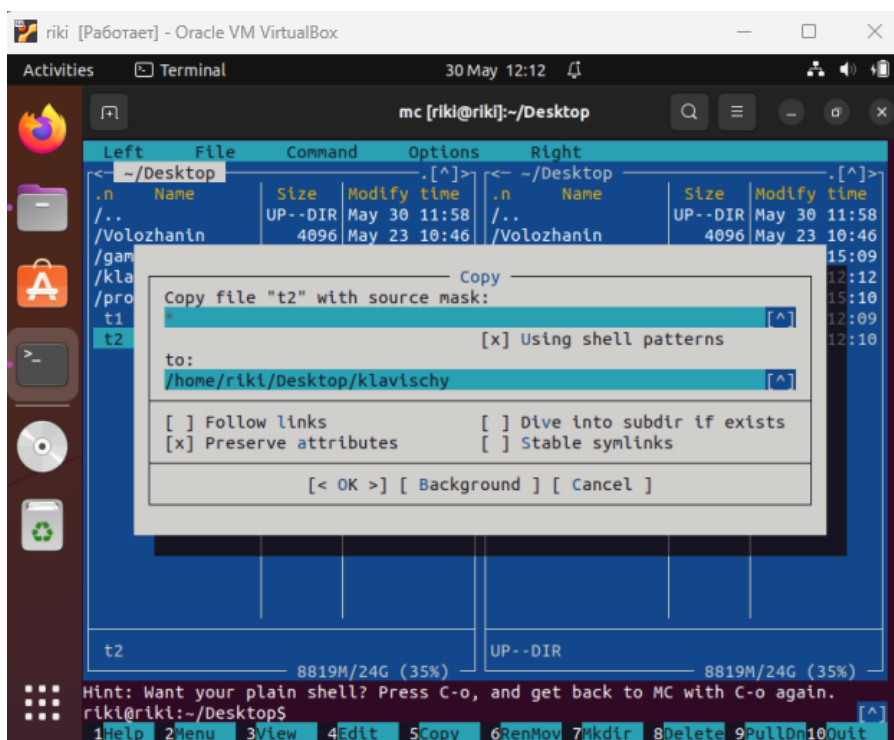 riki [Работает] - Oracle VM VirtualBox
Activities Terminal 30 May 12:12
mc [riki@riki]:~/Desktop
Left File Command Options Right
<- ~/Desktop .[^]> <- ~/Desktop .[^]>
.n Name Size Modify time .n Name Size Modify time
/.. UP--DIR May 30 11:58 /.. UP--DIR May 30 11:58
/Volozhanin 4096 May 23 10:46 /Volozhanin 4096 May 23 10:46
/gam 15:09
/kla Copy 12:12
/pro Copy file "t2" with source mask: 15:10
t1 * [^] 12:09
t2 [x] Using shell patterns 12:10
to:
/home/riki/Desktop/klavischy [^]
[ ] Follow links [ ] Dive into subdir if exists
[x] Preserve attributes [ ] Stable symlinks
[< OK >] [ Background ] [ Cancel ]
t2 UP--DIR
8819M/24G (35%) 8819M/24G (35%)
Hint: Want your plain shell? Press C-o, and get back to MC with C-o again.
riki@riki:~/Desktop$ [^]
1Help 2Menu 3View 4Edit 5Copy 6RenMov 7Mkdir 8Delete 9PullDn 10Quit